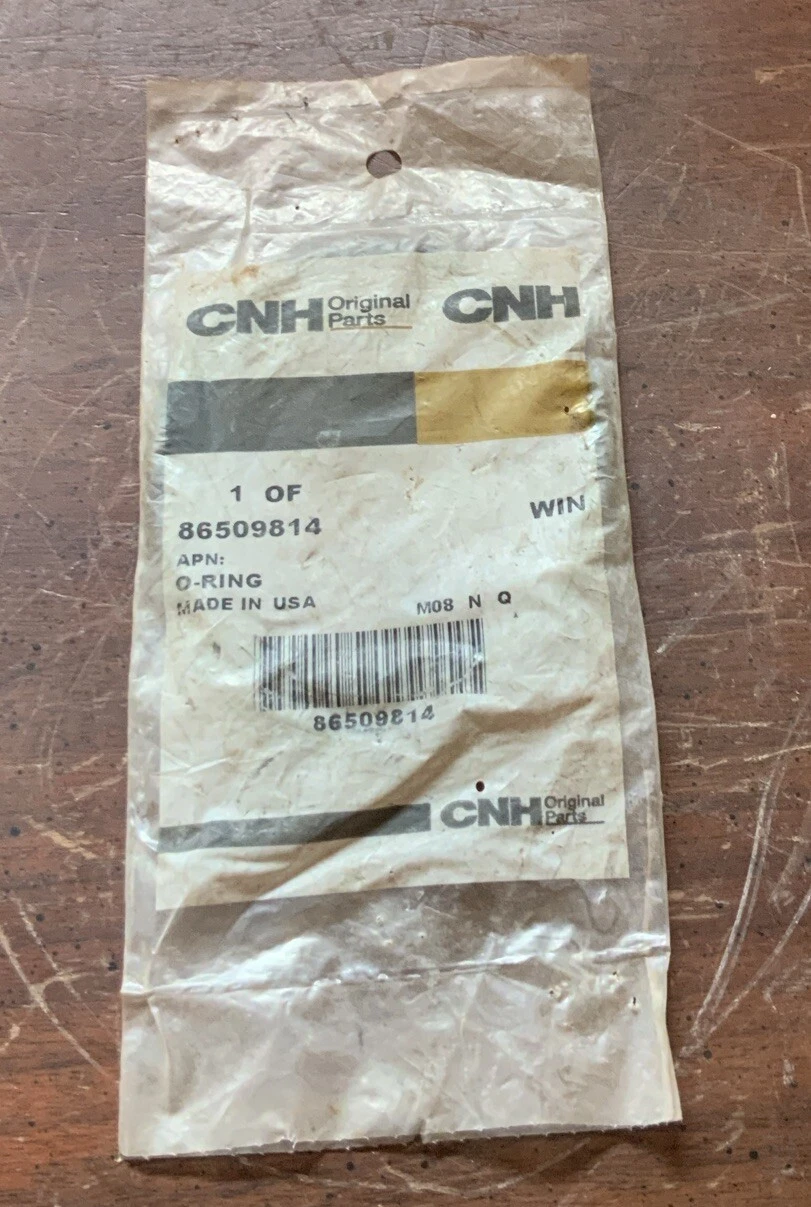 CNH Original Parts CNH
1 OF
86509814 WIN
APN:
O-RING
MADE IN USA M08 N Q
86509814
CNH Original Parts